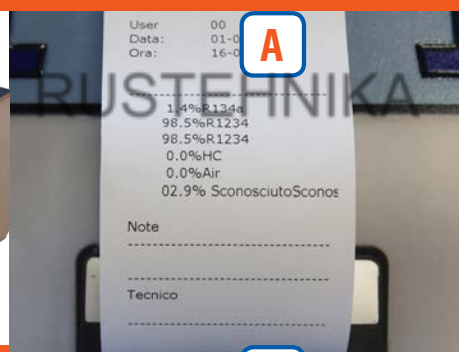 User 00
Data: 01-0
Ora: 16-0
A
RUSTEHNIKA
1.4%R134a
98.5%R1234
98.5%R1234
0.0%HC
0.0%Air
02.9% SconosciutoSconos
Note
Tecnico